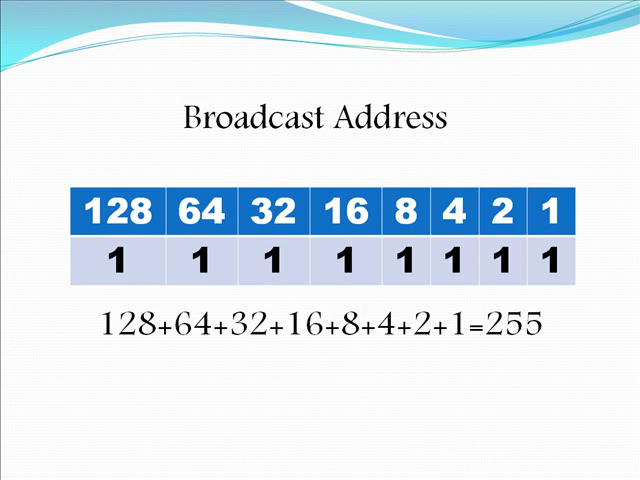 Broadcast Address
128 64 32 16 8 4 2 1
1 1 1 1 1 1 1 1
128+64+32+16+8+4+2+1=255